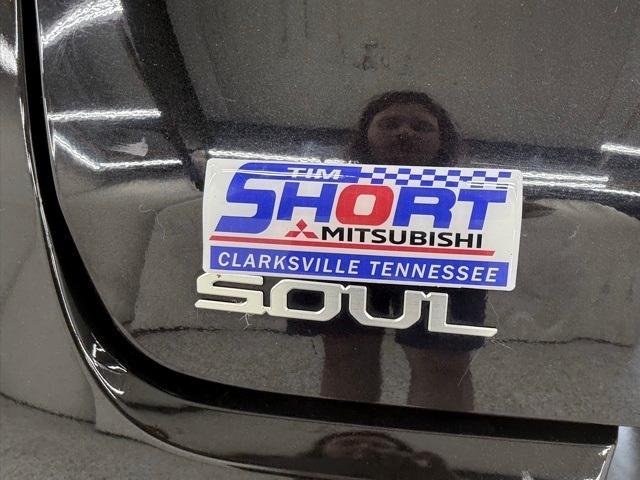 TIM
SHORT
MITSUBISHI
CLARKSVILLE TENNESSEE
SOUL